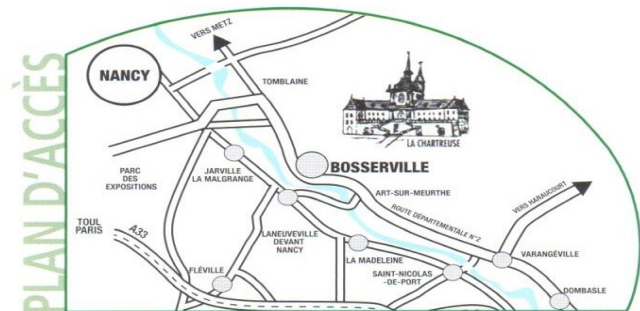 PLAN D'ACCÈS
VERS METZ
NANCY
TOMBLAINE
LA CHARTREUSE
BOSSERVILLE
PARC
DES
EXPOSITIONS
JARVILLE
LA MALGRANGE
ART-SUR-MEURTHE
VERS HARAUCOURT
ROUTE DÉPARTEMENTALE N°2
TOUL
PARIS
A33
LANEUVEVILLE
DEVANT
NANCY
LA MADELEINE
VARANGÉVILLE
FLÉVILLE
SAINT-NICOLAS
-DE-PORT
DOMBASLE